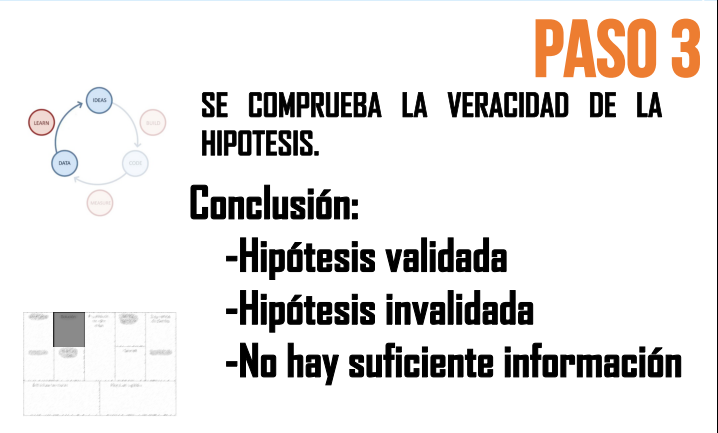 PASO 3
SE COMPRUEBA LA VERACIDAD DE LA
HIPOTESIS.
IDEAS
LEARN
BUILD
DATA
CODE
MEASURE
Conclusión:
-Hipótesis validada
-Hipótesis invalidada
-No hay suficiente información